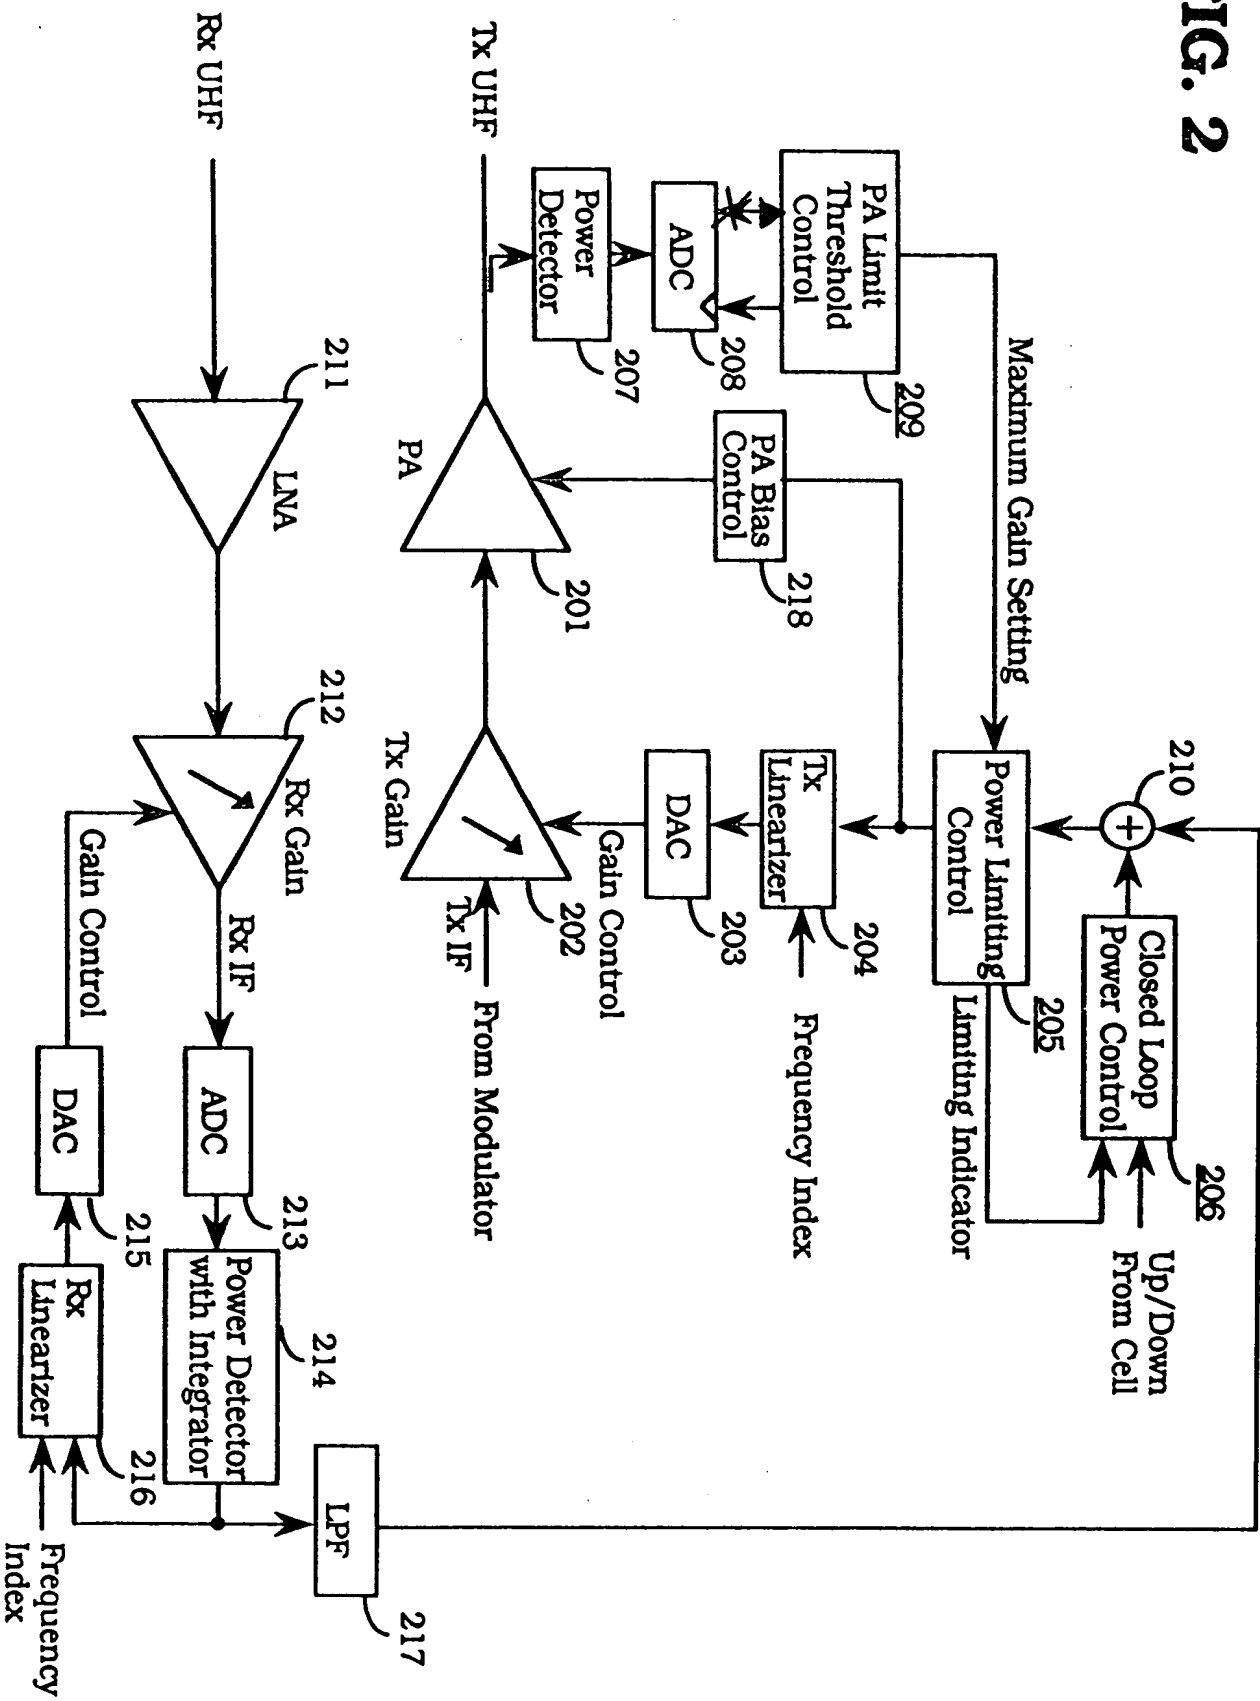 FIG. 2
Maximum Gain Setting
PA Limit
Threshold
Control
209
ADC
208
Power
Detector
207
Tx UHF
PA
201
PA Bias
Control
218
210
Power Limiting
Control
205
Limiting Indicator
Closed Loop
Power Control
206
Up/Down
From Cell
Tx
Linearizer
204
Frequency Index
DAC
203
Gain Control
Tx Gain
202
Tx IF
From Modulator
Rx UHF
211
LNA
212
Rx Gain
Gain Control
Rx IF
ADC
213
Power Detector
with Integrator
214
DAC
215
Rx
Linearizer
216
Frequency
Index
LPF
217